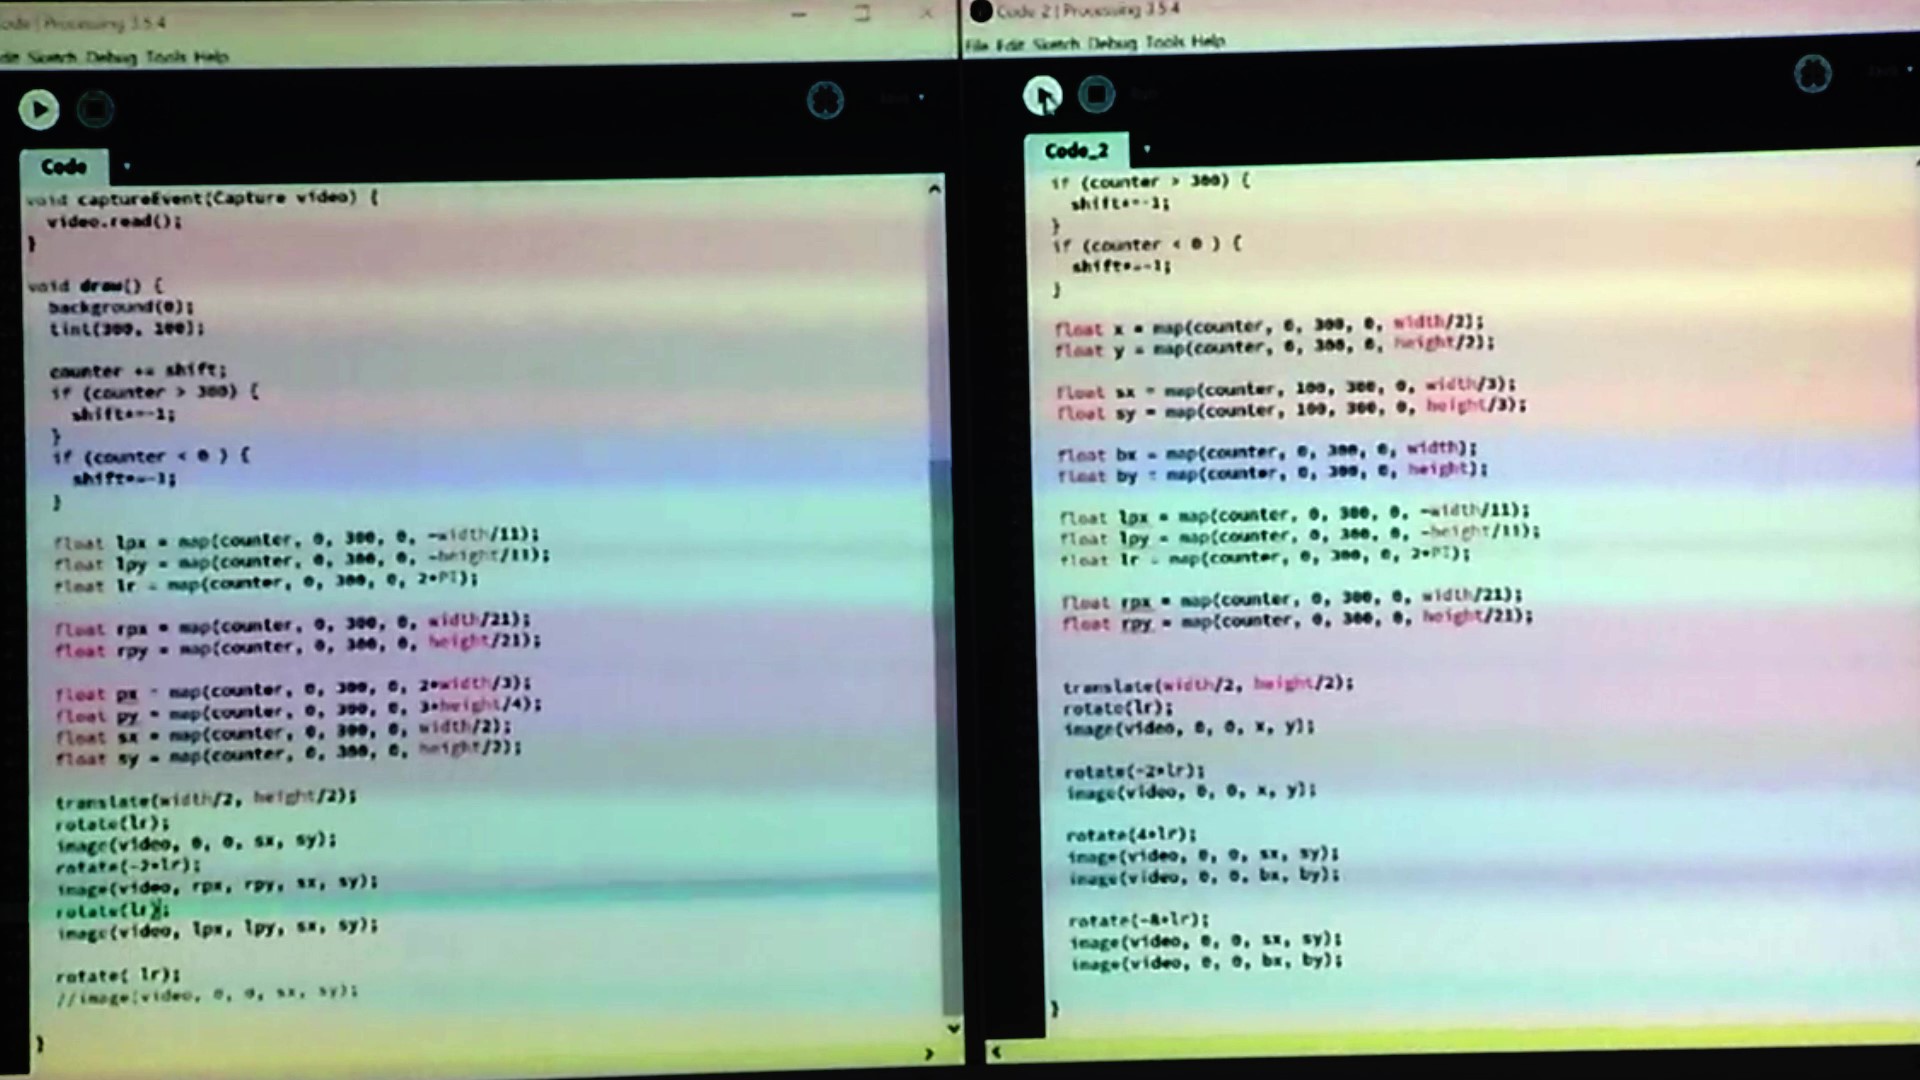 Code | Processing 3.5.4
Edit Sketch Debug Tools Help
Code
void captureEvent(Capture video) {
video.read();
}
void draw() {
background(0);
tint(300, 100);
counter += shift;
if (counter > 300) {
shift*=-1;
}
if (counter < 0 ) {
shift*=-1;
}
float lpx = map(counter, 0, 300, 0, -width/11);
float lpy = map(counter, 0, 300, 0, -height/11);
float lr = map(counter, 0, 300, 0, 2*PI);
float rpx = map(counter, 0, 300, 0, width/21);
float rpy = map(counter, 0, 300, 0, height/21);
float px = map(counter, 0, 300, 0, 2*width/3);
float py = map(counter, 0, 300, 0, 3*height/4);
float sx = map(counter, 0, 300, 0, width/2);
float sy = map(counter, 0, 300, 0, height/2);
translate(width/2, height/2);
rotate(lr);
image(video, 0, 0, sx, sy);
rotate(-2*lr);
image(video, rpx, rpy, sx, sy);
rotate(lr);
image(video, lpx, lpy, sx, sy);
rotate( lr);
//image(video, 0, 0, sx, sy);
}
Code 2 | Processing 3.5.4
File Edit Sketch Debug Tools Help
Code_2
if (counter > 300) {
shift*=-1;
}
if (counter < 0 ) {
shift*=-1;
}
float x = map(counter, 0, 300, 0, width/2);
float y = map(counter, 0, 300, 0, height/2);
float sx = map(counter, 100, 300, 0, width/3);
float sy = map(counter, 100, 300, 0, height/3);
float bx = map(counter, 0, 300, 0, width);
float by = map(counter, 0, 300, 0, height);
float lpx = map(counter, 0, 300, 0, -width/11);
float lpy = map(counter, 0, 300, 0, -height/11);
float lr = map(counter, 0, 300, 0, 2*PI);
float rpx = map(counter, 0, 300, 0, width/21);
float rpy = map(counter, 0, 300, 0, height/21);
translate(width/2, height/2);
rotate(lr);
image(video, 0, 0, x, y);
rotate(-2*lr);
image(video, 0, 0, x, y);
rotate(4*lr);
image(video, 0, 0, sx, sy);
image(video, 0, 0, bx, by);
rotate(-8*lr);
image(video, 0, 0, sx, sy);
image(video, 0, 0, bx, by);
}